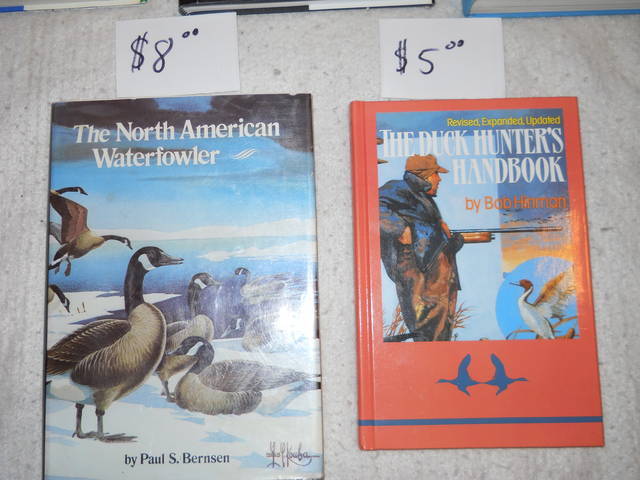 $8.00
$5.00
The North American
Waterfowler
by Paul S. Bernsen
Revised, Expanded, Updated
THE DUCK HUNTER'S
HANDBOOK
by Bob Hinman